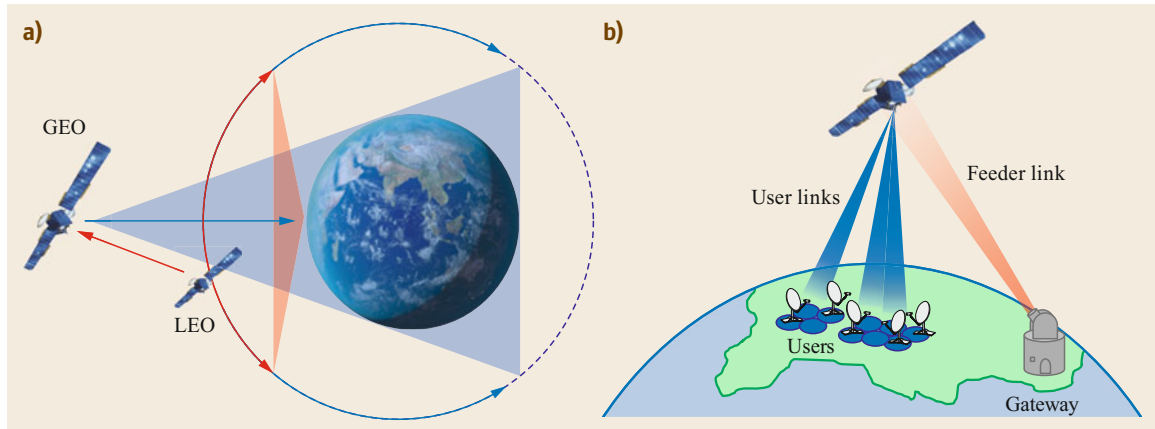 a)
GEO
LEO
b)
User links
Feeder link
Users
Gateway